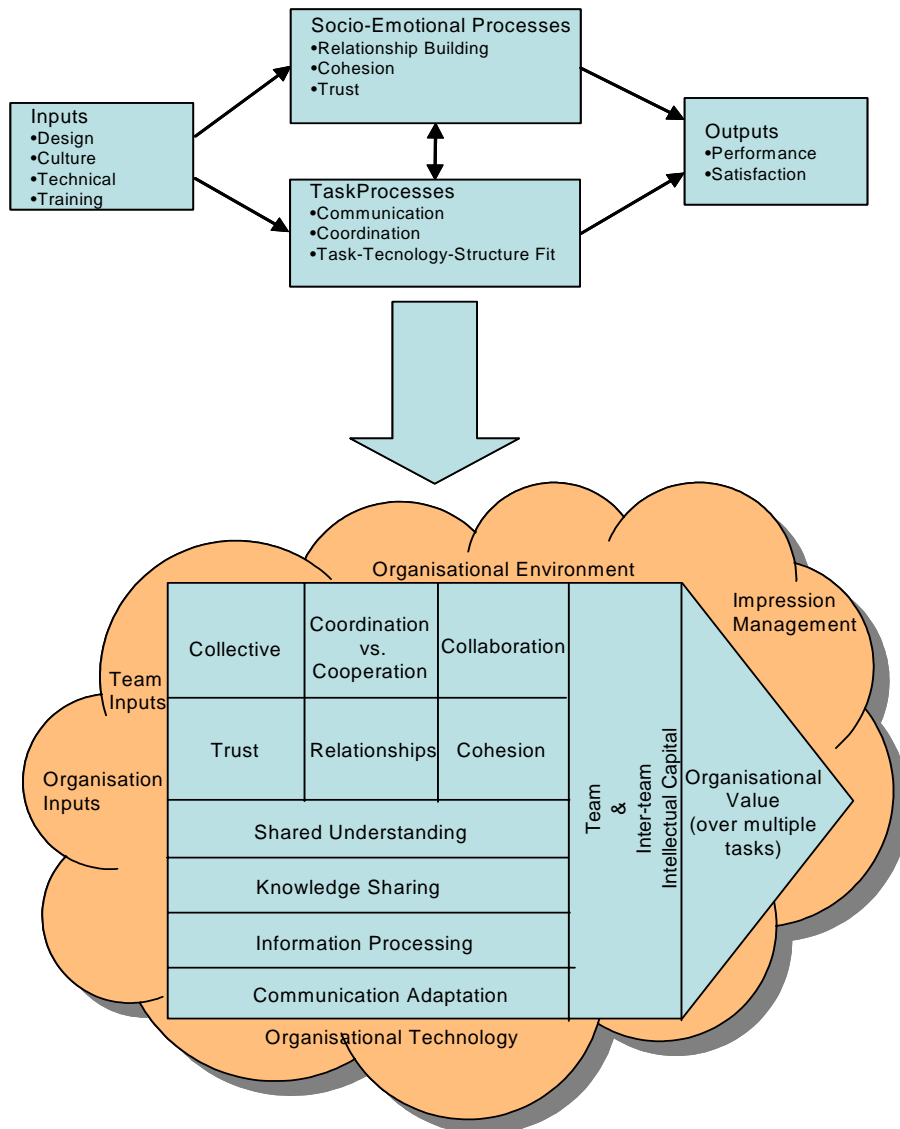 Socio-Emotional Processes
•Relationship Building
•Cohesion
•Trust
Inputs
•Design
•Culture
•Technical
•Training
Outputs
•Performance
•Satisfaction
TaskProcesses
•Communication
•Coordination
•Task-Tecnology-Structure Fit
Organisational Environment
Impression
Management
Team
Inputs
Organisation
Inputs
Collective
Coordination
vs.
Cooperation
Collaboration
Trust
Relationships
Cohesion
Shared Understanding
Knowledge Sharing
Information Processing
Communication Adaptation
Team
&
Inter-team
Intellectual Capital
Organisational
Value
(over multiple
tasks)
Organisational Technology